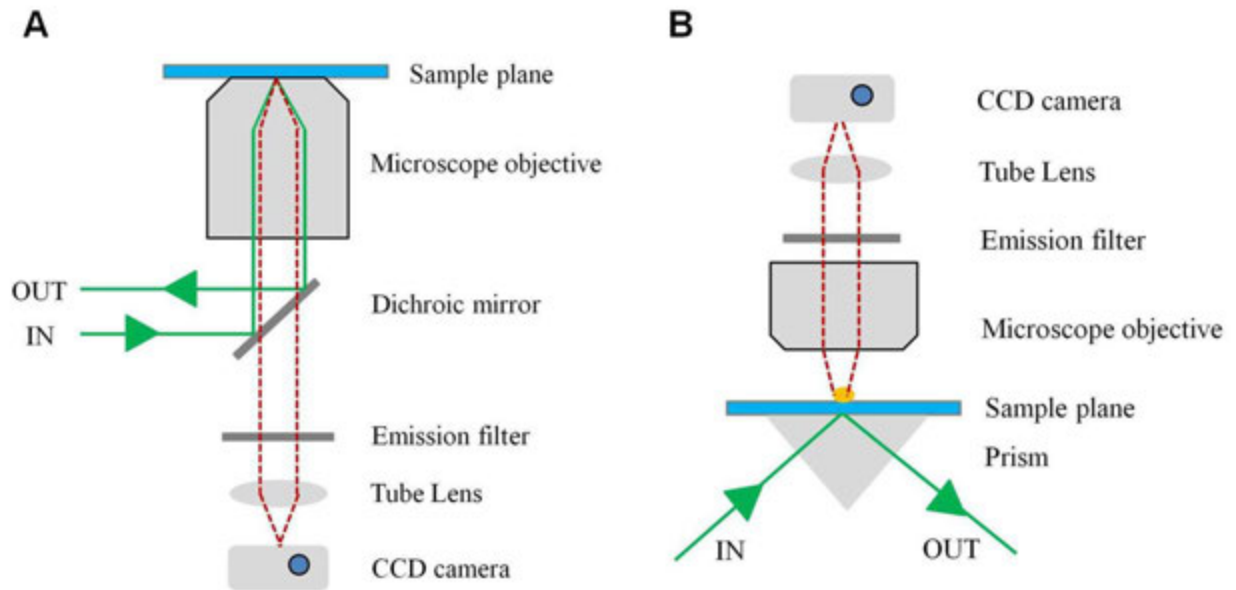 A
Sample plane
Microscope objective
OUT
IN
Dichroic mirror
Emission filter
Tube Lens
CCD camera
B
CCD camera
Tube Lens
Emission filter
Microscope objective
Sample plane
Prism
IN
OUT